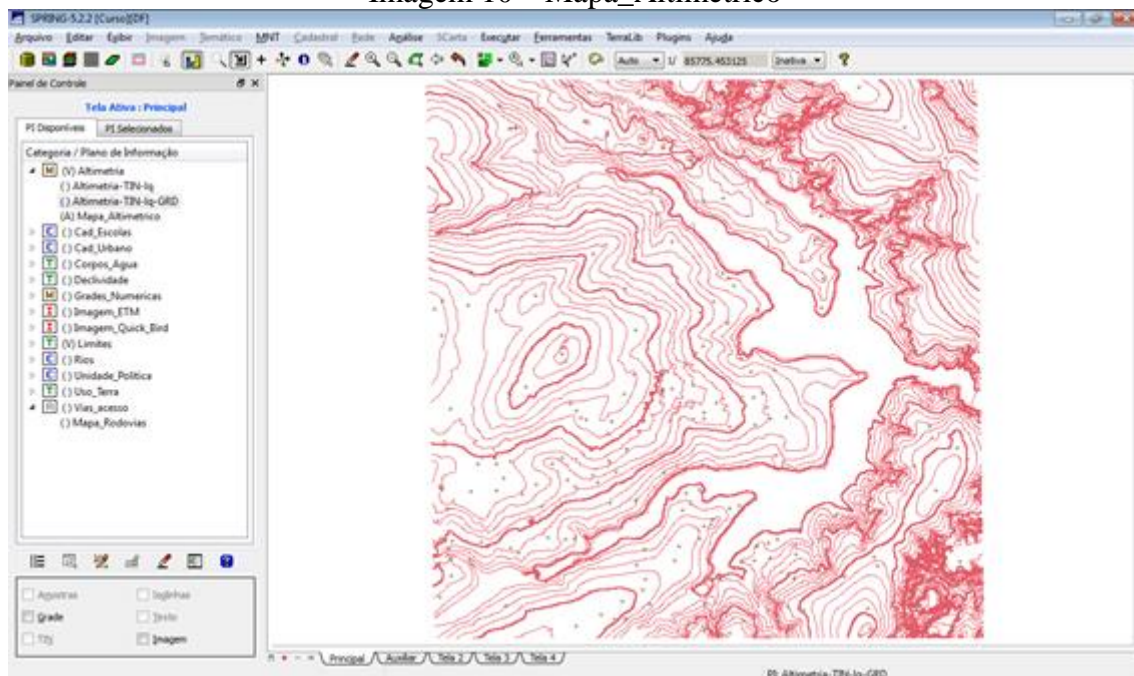 Imagem 10 – Mapa_Altimétrico
SPRING-5.2.2 [Curso][DF]
Arquivo Editar Exibir Imagem Temático MNT Cadastral Rede Análise SCarta Executar Ferramentas TerraLib Plugins Ajuda
Auto 1/ 85775.453125 Inativa
Painel de Controle
Tela Ativa : Principal
PI Disponíveis PI Selecionados
Categoria / Plano de Informação
(V) Altimetria
( ) Altimetria-TIN-lq
( ) Altimetria-TIN-lq-GRD
(A) Mapa_Altimetrico
( ) Cad_Escolas
( ) Cad_Urbano
( ) Corpos_Agua
( ) Declividade
( ) Grades_Numericas
( ) Imagem_ETM
( ) Imagem_Quick_Bird
(V) Limites
( ) Rios
( ) Unidade_Politica
( ) Uso_Terra
( ) Vias_acesso
( ) Mapa_Rodovias
Amostras Isolinhas
Grade Texto
TIN Imagem
Principal Auxiliar Tela 2 Tela 3 Tela 4
PI: Altimetria-TIN-lq-GRD